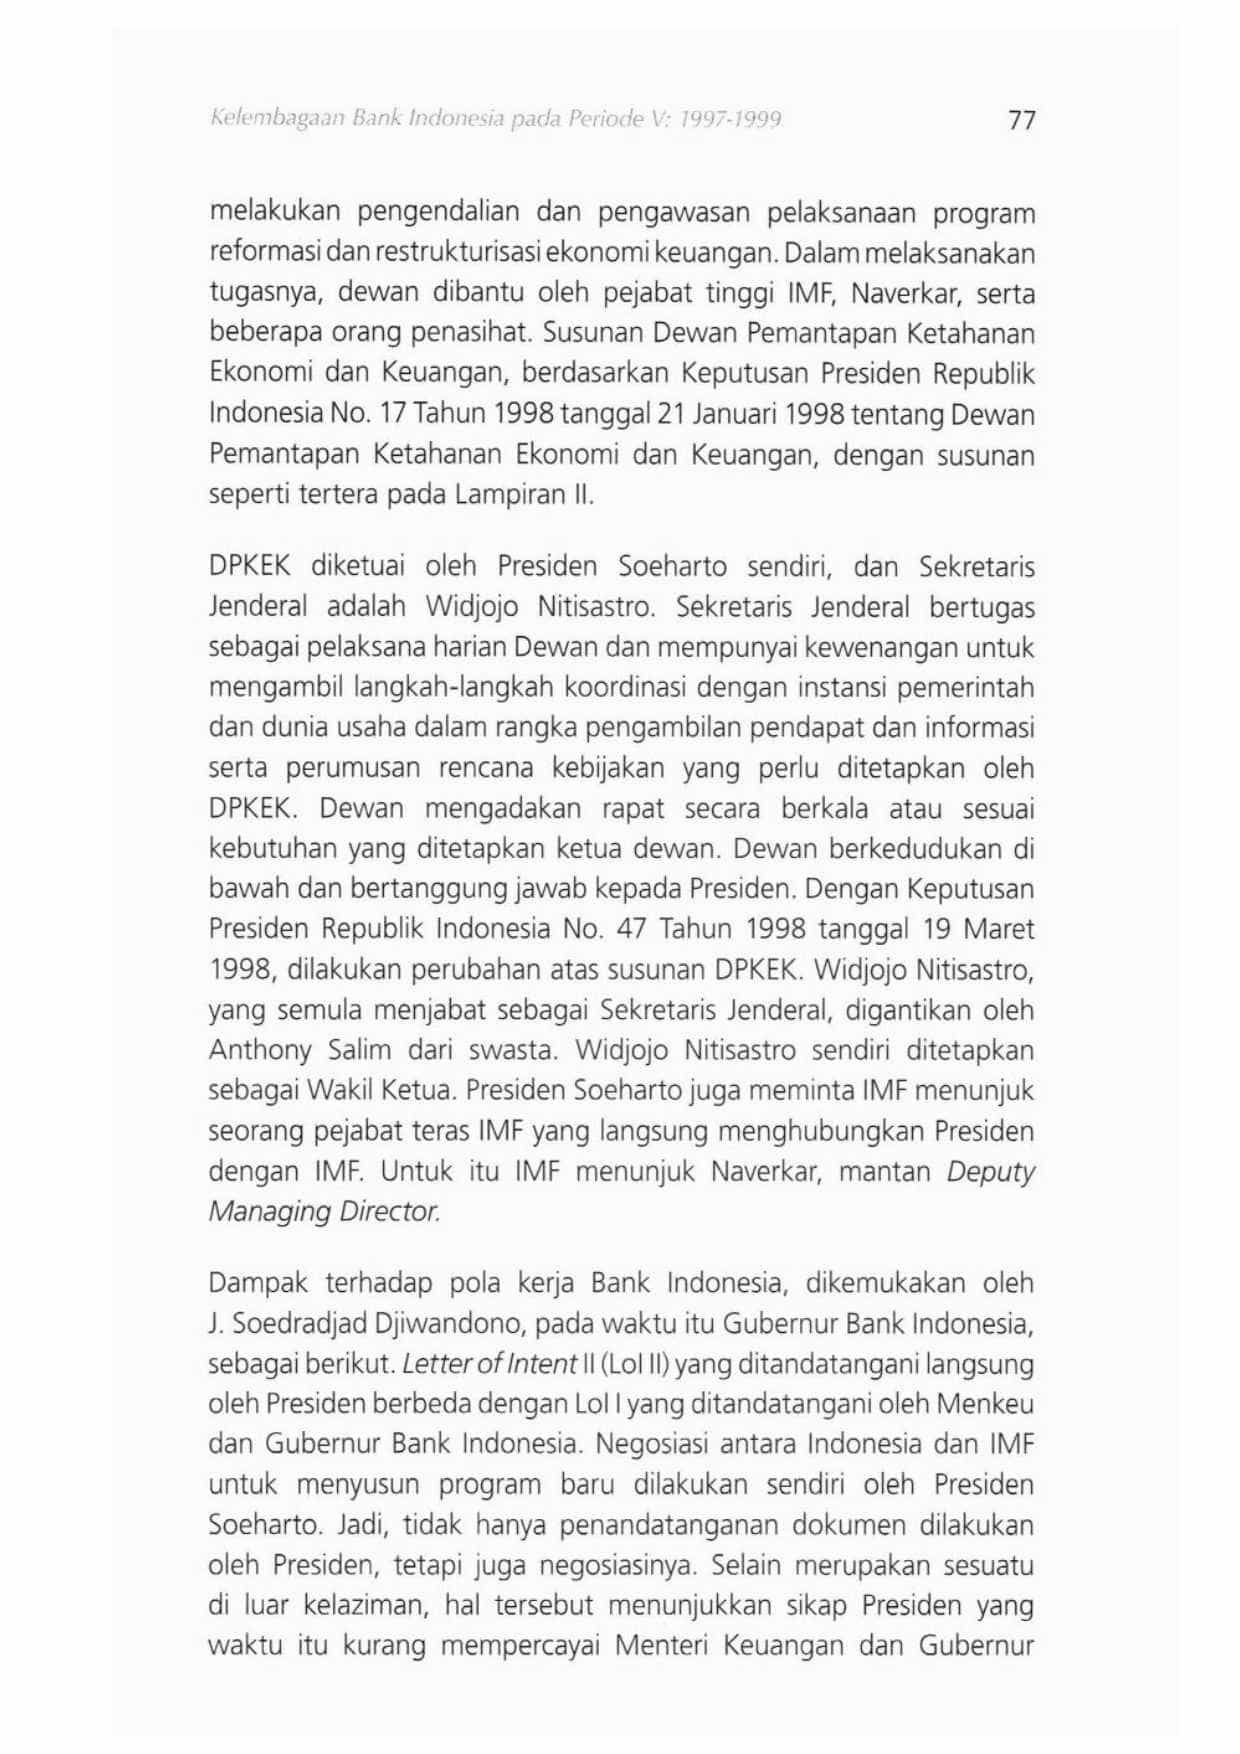 Kelembagaan Bank Indonesia pada Periode V: 1997-1999 77
melakukan pengendalian dan pengawasan pelaksanaan program
reformasi dan restrukturisasi ekonomi keuangan. Dalam melaksanakan
tugasnya, dewan dibantu oleh pejabat tinggi IMF, Naverkar, serta
beberapa orang penasihat. Susunan Dewan Pemantapan Ketahanan
Ekonomi dan Keuangan, berdasarkan Keputusan Presiden Republik
Indonesia No. 17 Tahun 1998 tanggal 21 Januari 1998 tentang Dewan
Pemantapan Ketahanan Ekonomi dan Keuangan, dengan susunan
seperti tertera pada Lampiran II.
DPKEK diketuai oleh Presiden Soeharto sendiri, dan Sekretaris
Jenderal adalah Widjojo Nitisastro. Sekretaris Jenderal bertugas
sebagai pelaksana harian Dewan dan mempunyai kewenangan untuk
mengambil langkah-langkah koordinasi dengan instansi pemerintah
dan dunia usaha dalam rangka pengambilan pendapat dan informasi
serta perumusan rencana kebijakan yang perlu ditetapkan oleh
DPKEK. Dewan mengadakan rapat secara berkala atau sesuai
kebutuhan yang ditetapkan ketua dewan. Dewan berkedudukan di
bawah dan bertanggung jawab kepada Presiden. Dengan Keputusan
Presiden Republik Indonesia No. 47 Tahun 1998 tanggal 19 Maret
1998, dilakukan perubahan atas susunan DPKEK. Widjojo Nitisastro,
yang semula menjabat sebagai Sekretaris Jenderal, digantikan oleh
Anthony Salim dari swasta. Widjojo Nitisastro sendiri ditetapkan
sebagai Wakil Ketua. Presiden Soeharto juga meminta IMF menunjuk
seorang pejabat teras IMF yang langsung menghubungkan Presiden
dengan IMF. Untuk itu IMF menunjuk Naverkar, mantan Deputy
Managing Director.
Dampak terhadap pola kerja Bank Indonesia, dikemukakan oleh
J. Soedradjad Djiwandono, pada waktu itu Gubernur Bank Indonesia,
sebagai berikut. Letter of Intent II (LoI II) yang ditandatangani langsung
oleh Presiden berbeda dengan LoI I yang ditandatangani oleh Menkeu
dan Gubernur Bank Indonesia. Negosiasi antara Indonesia dan IMF
untuk menyusun program baru dilakukan sendiri oleh Presiden
Soeharto. Jadi, tidak hanya penandatanganan dokumen dilakukan
oleh Presiden, tetapi juga negosiasinya. Selain merupakan sesuatu
di luar kelaziman, hal tersebut menunjukkan sikap Presiden yang
waktu itu kurang mempercayai Menteri Keuangan dan Gubernur